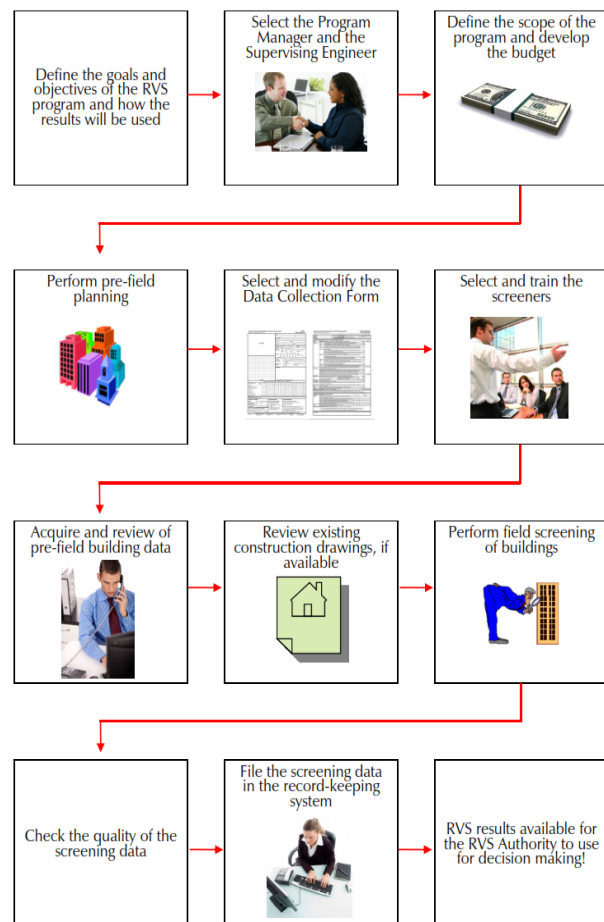 Define the goals and
objectives of the RVS
program and how the
results will be used
Select the Program
Manager and the
Supervising Engineer
Define the scope of the
program and develop
the budget
Perform pre-field
planning
Select and modify the
Data Collection Form
Select and train the
screeners
Acquire and review of
pre-field building data
Review existing
construction drawings, if
available
Perform field screening
of buildings
Check the quality of the
screening data
File the screening data
in the record-keeping
system
RVS results available for
the RVS Authority to use
for decision making!